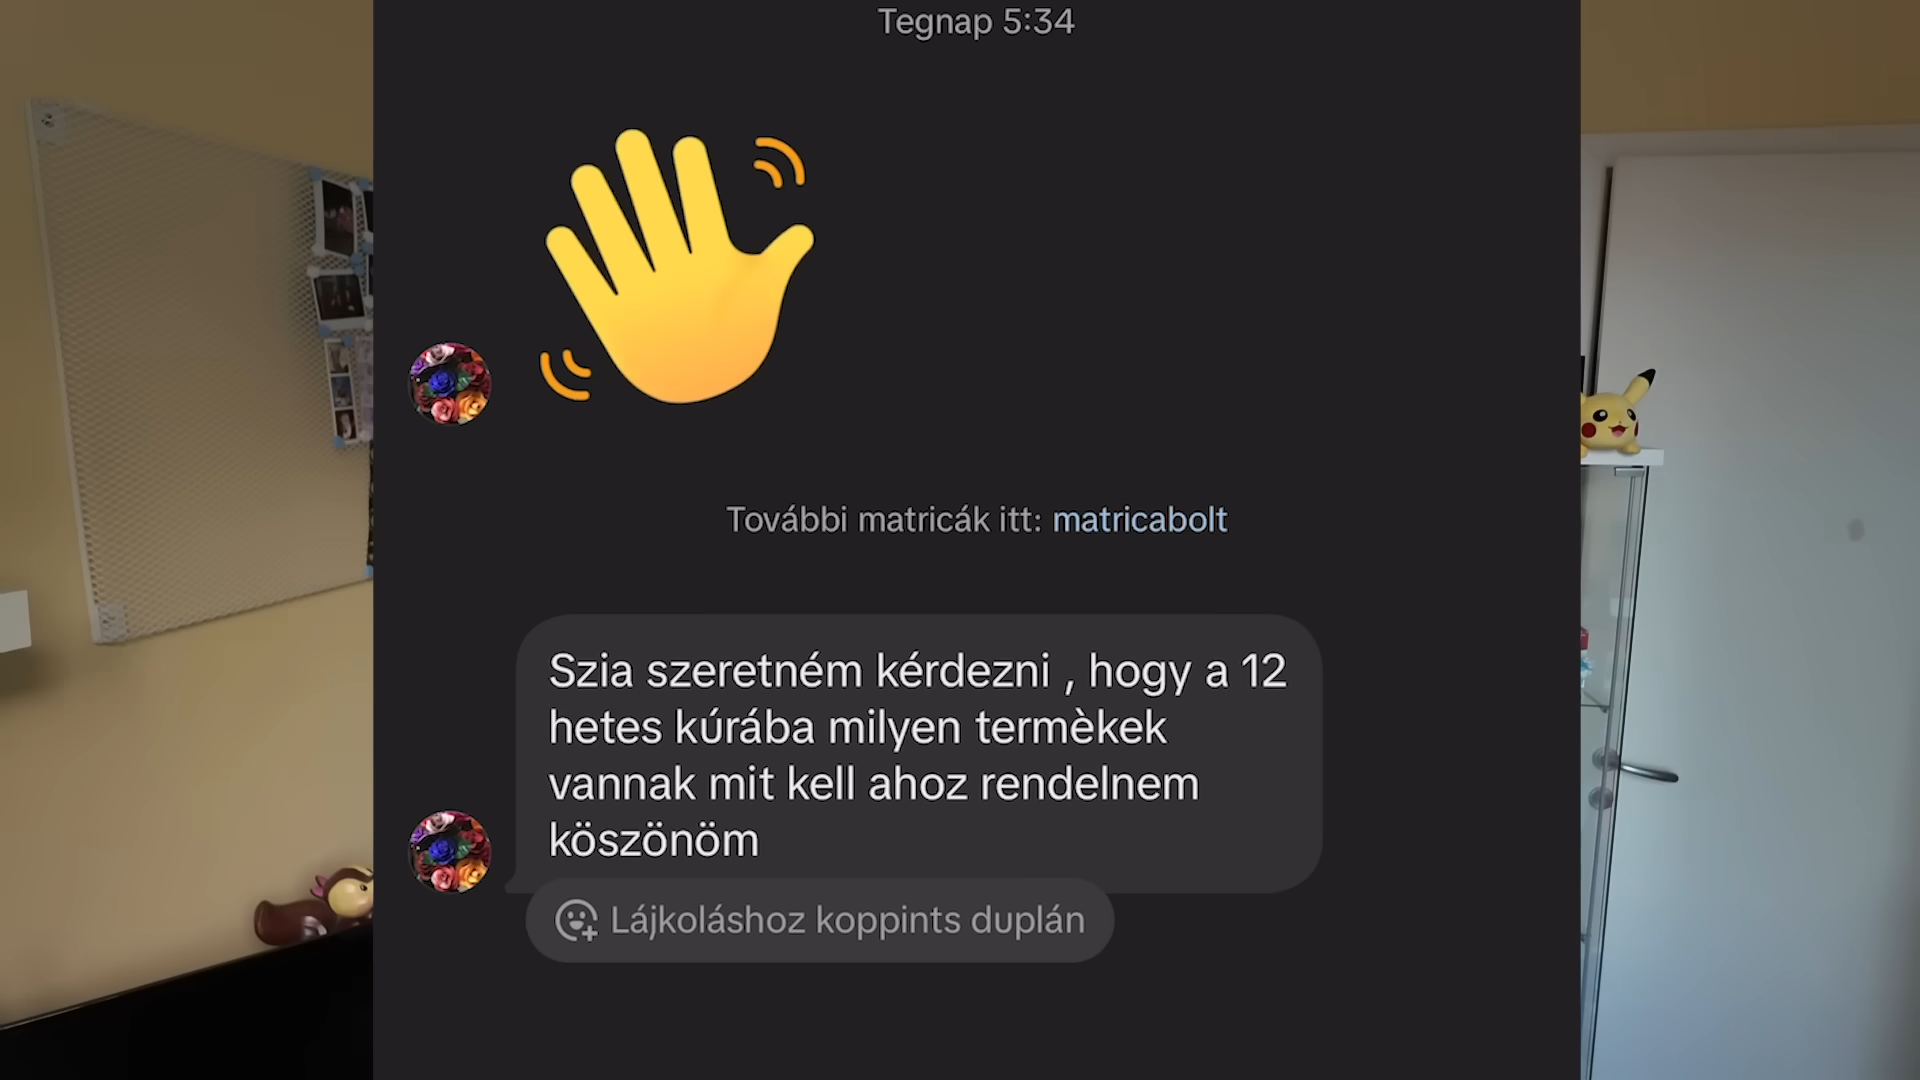 Tegnap 5:34
További matricák itt: matricabolt
Szia szeretném kérdezni , hogy a 12
hetes kúrába milyen termèkek
vannak mit kell ahoz rendelnem
köszönöm
Lájkoláshoz koppints duplán